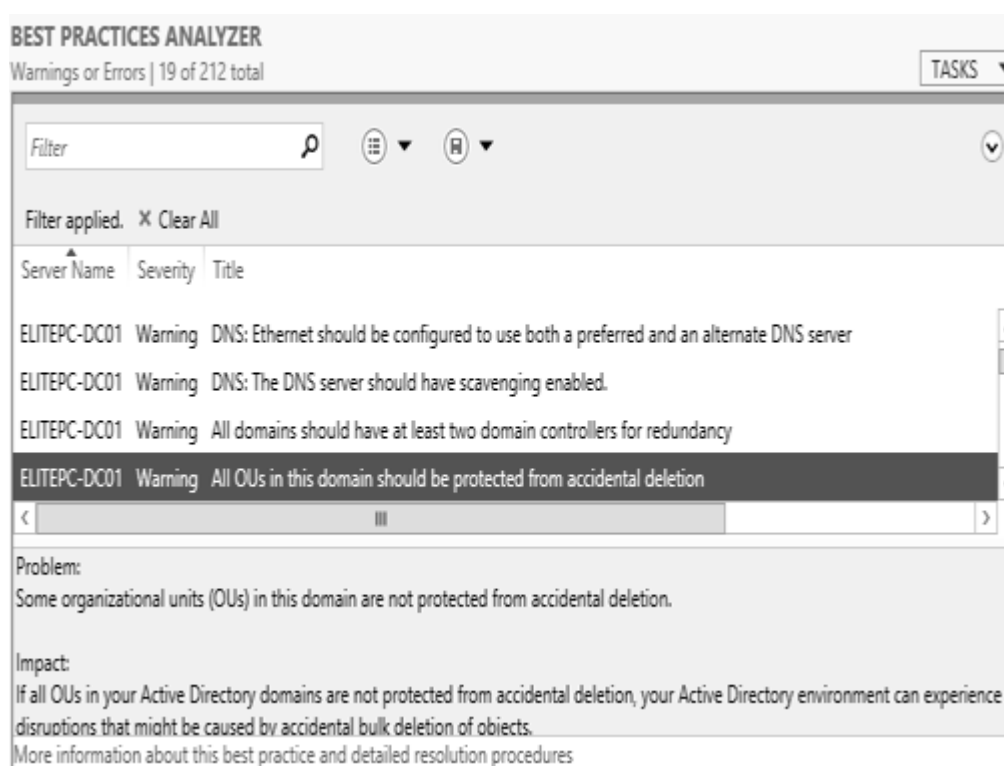 BEST PRACTICES ANALYZER
Warnings or Errors | 19 of 212 total
TASKS
Filter
Filter applied. × Clear All
Server Name Severity Title
ELITEPC-DC01 Warning DNS: Ethernet should be configured to use both a preferred and an alternate DNS server
ELITEPC-DC01 Warning DNS: The DNS server should have scavenging enabled.
ELITEPC-DC01 Warning All domains should have at least two domain controllers for redundancy
ELITEPC-DC01 Warning All OUs in this domain should be protected from accidental deletion
Problem:
Some organizational units (OUs) in this domain are not protected from accidental deletion.
Impact:
If all OUs in your Active Directory domains are not protected from accidental deletion, your Active Directory environment can experience
disruptions that might be caused by accidental bulk deletion of objects.
More information about this best practice and detailed resolution procedures